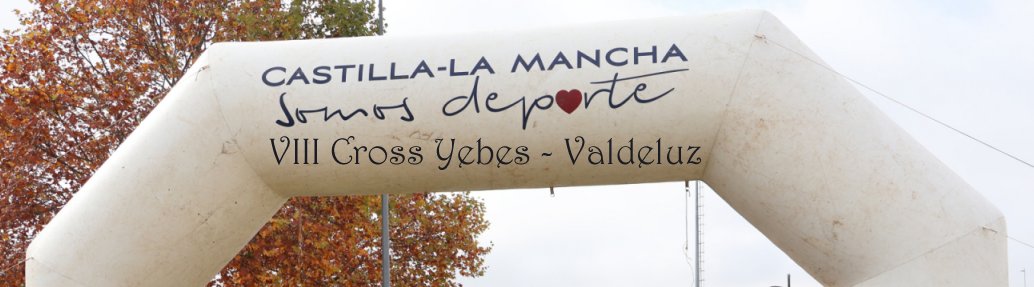 CASTILLA-LA MANCHA
Somos deporte
VIII Cross Yebes - Valdeluz